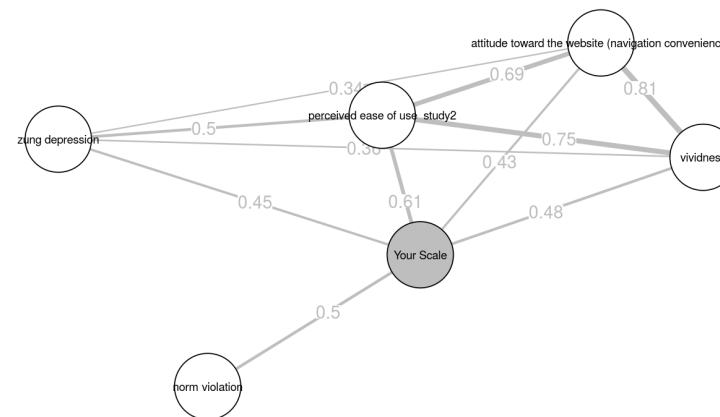 attitude toward the website (navigation convenienc
0.69
0.81
0.34
perceived ease of use_study2
0.5
zung depression
0.75
vividnes
0.43
0.45
0.61
0.48
Your Scale
0.5
norm violation